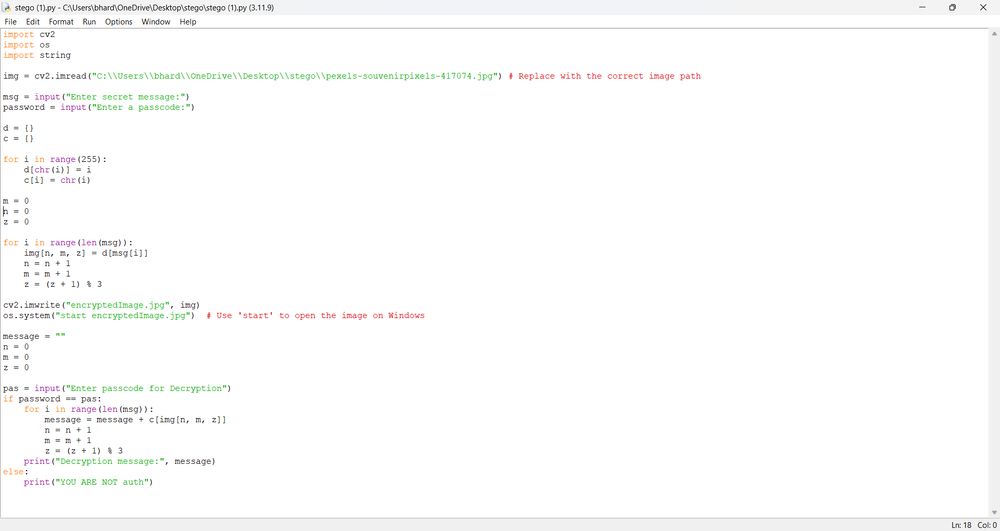 stego (1).py - C:\Users\bhard\OneDrive\Desktop\stego\stego (1).py (3.11.9)
File Edit Format Run Options Window Help
import cv2
import os
import string

img = cv2.imread("C:\\Users\\bhard\\OneDrive\\Desktop\\stego\\pexels-souvenirpixels-417074.jpg") # Replace with the correct image path

msg = input("Enter secret message:")
password = input("Enter a passcode:")

d = {}
c = {}

for i in range(255):
    d[chr(i)] = i
    c[i] = chr(i)

m = 0
n = 0
z = 0

for i in range(len(msg)):
    img[n, m, z] = d[msg[i]]
    n = n + 1
    m = m + 1
    z = (z + 1) % 3

cv2.imwrite("encryptedImage.jpg", img)
os.system("start encryptedImage.jpg")  # Use 'start' to open the image on Windows

message = ""
n = 0
m = 0
z = 0

pas = input("Enter passcode for Decryption")
if password == pas:
    for i in range(len(msg)):
        message = message + c[img[n, m, z]]
        n = n + 1
        m = m + 1
        z = (z + 1) % 3
    print("Decryption message:", message)
else:
    print("YOU ARE NOT auth")
Ln: 18 Col: 0